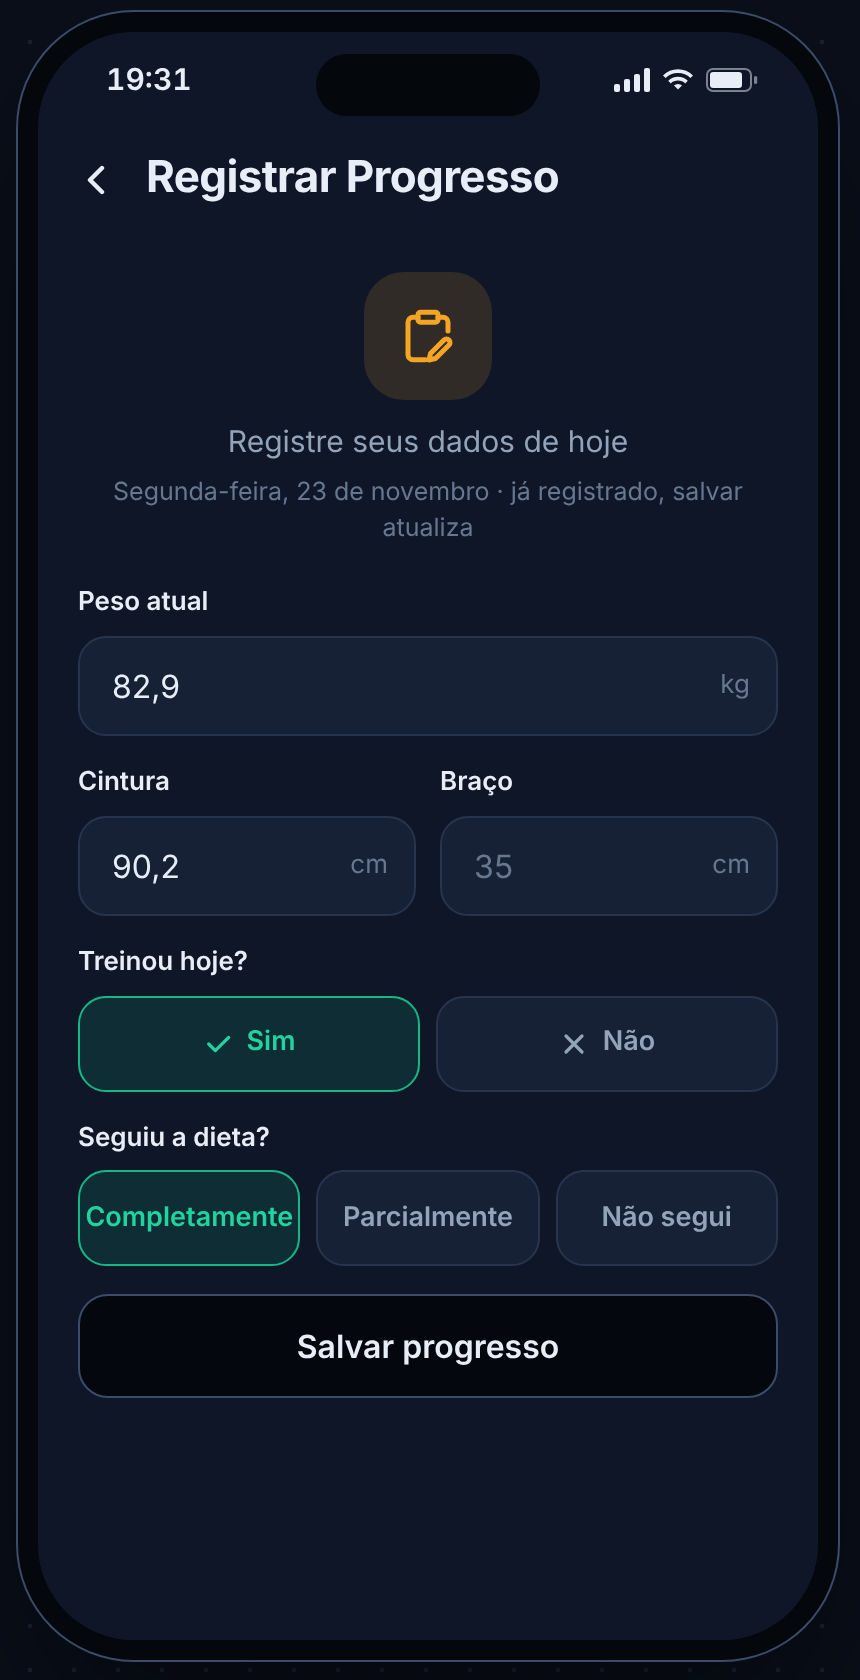 19:31
Registrar Progresso
Registre seus dados de hoje
Segunda-feira, 23 de novembro · já registrado, salvar
atualiza
Peso atual
82,9 kg
Cintura Braço
90,2 cm 35 cm
Treinou hoje?
Sim Não
Seguiu a dieta?
Completamente Parcialmente Não segui
Salvar progresso